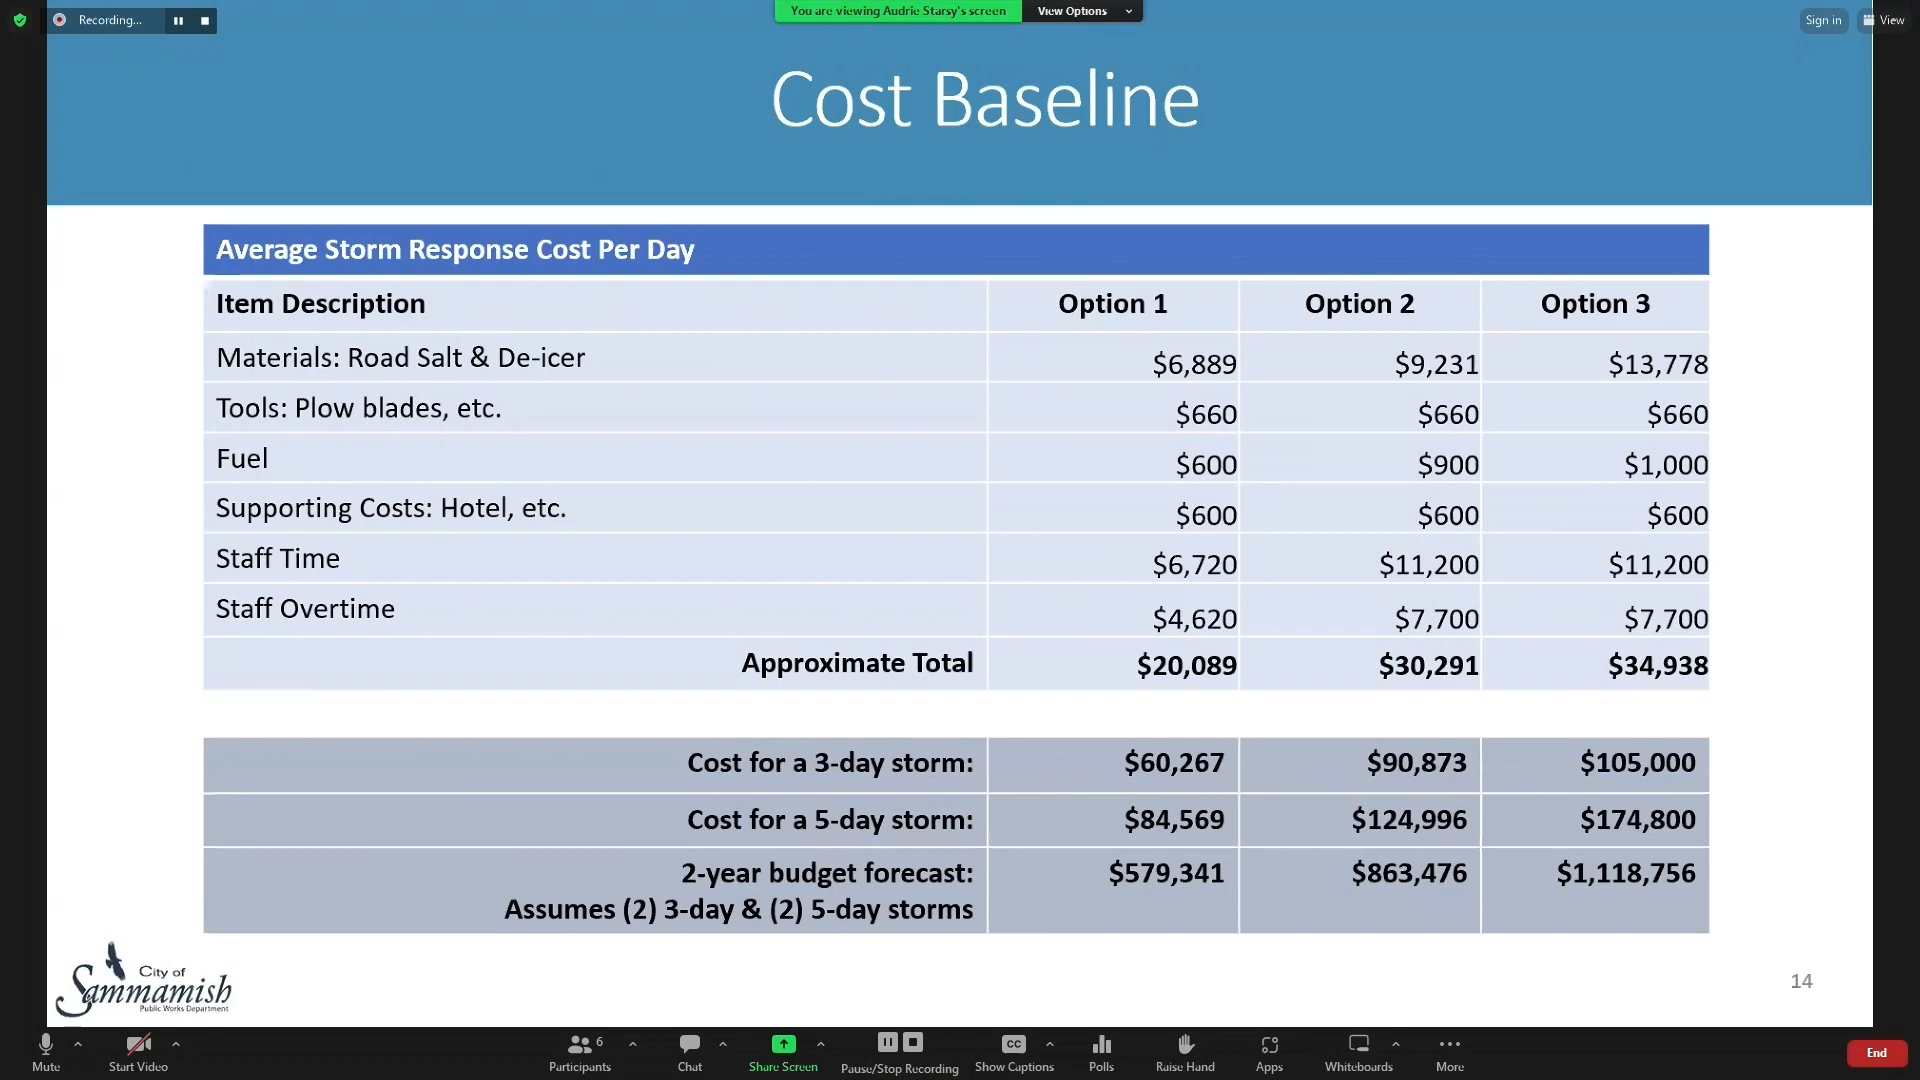 Recording...
You are viewing Audrie Starsy's screen
View Options
Sign in
View
Cost Baseline
Average Storm Response Cost Per Day
Item Description Option 1 Option 2 Option 3
Materials: Road Salt & De-icer $6,889 $9,231 $13,778
Tools: Plow blades, etc. $660 $660 $660
Fuel $600 $900 $1,000
Supporting Costs: Hotel, etc. $600 $600 $600
Staff Time $6,720 $11,200 $11,200
Staff Overtime $4,620 $7,700 $7,700
Approximate Total $20,089 $30,291 $34,938
Cost for a 3-day storm: $60,267 $90,873 $105,000
Cost for a 5-day storm: $84,569 $124,996 $174,800
2-year budget forecast: $579,341 $863,476 $1,118,756
Assumes (2) 3-day & (2) 5-day storms
City of
Sammamish
Public Works Department
14
6
CC
Mute
Start Video
Participants
Chat
Share Screen
Pause/Stop Recording
Show Captions
Polls
Raise Hand
Apps
Whiteboards
More
End